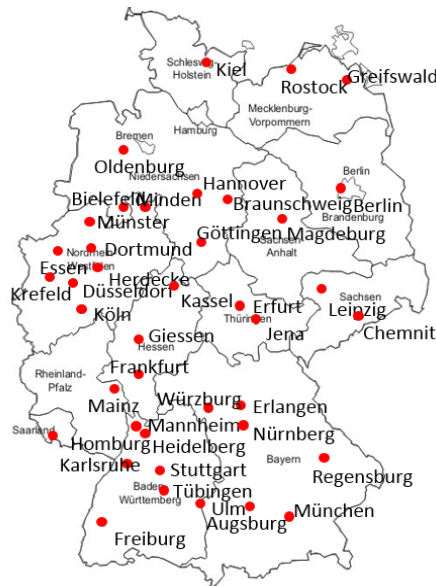 Schleswig-
Holstein
Kiel
Rostock
Greifswald
Mecklenburg-
Vorpommern
Hamburg
Bremen
Oldenburg
Niedersachsen
Hannover
Berlin
Bielefeld
Minden
Braunschweig
Berlin
Brandenburg
Münster
Göttingen
Magdeburg
Sachsen-
Anhalt
Nordrhein-
Westfalen
Dortmund
Essen
Herdecke
Krefeld
Düsseldorf
Kassel
Erfurt
Sachsen
Leipzig
Köln
Thüringen
Jena
Chemnit
Giessen
Hessen
Frankfurt
Rheinland-
Pfalz
Mainz
Würzburg
Erlangen
Saarland
Mannheim
Nürnberg
Homburg
Heidelberg
Bayern
Karlsruhe
Stuttgart
Regensburg
Baden
Württemberg
Tübingen
Ulm
Augsburg
München
Freiburg